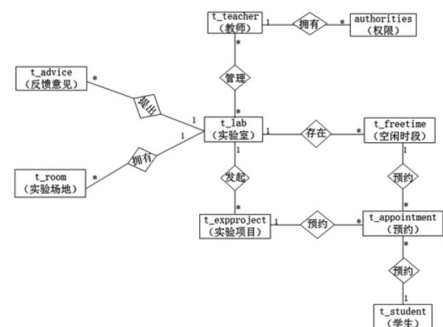 t_teacher
(教师)
1
拥有
*
authorities
(权限)
*
管理
*
t_advice
(反馈意见)
*
提出
1
t_lab
(实验室)
1
存在
*
t_freetime
(空闲时段)
t_room
(实验场地)
*
拥有
1
1
发起
*
1
预约
*
t_expproject
(实验项目)
1
预约
*
t_appointment
(预约)
*
预约
1
t_student
(学生)